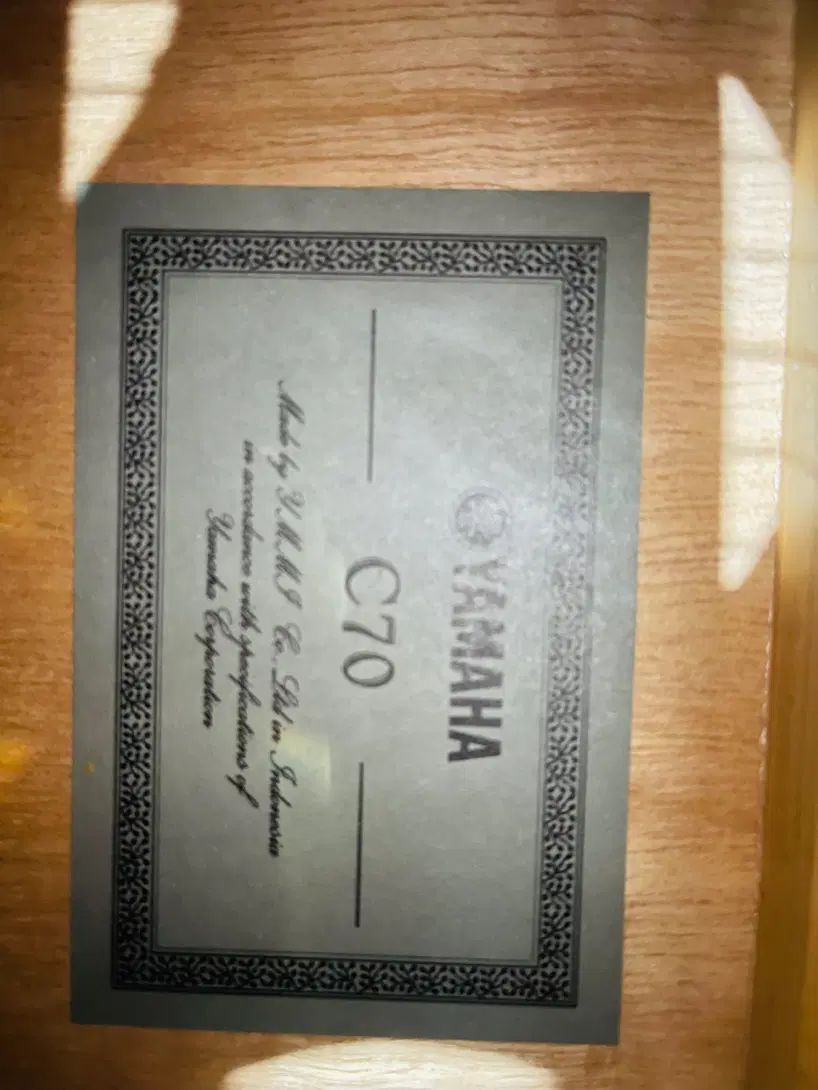 YAMAHA
C70
Made by Y.M.M.I Co. Ltd in Indonesia
in accordance with specifications of
Yamaha Corporation